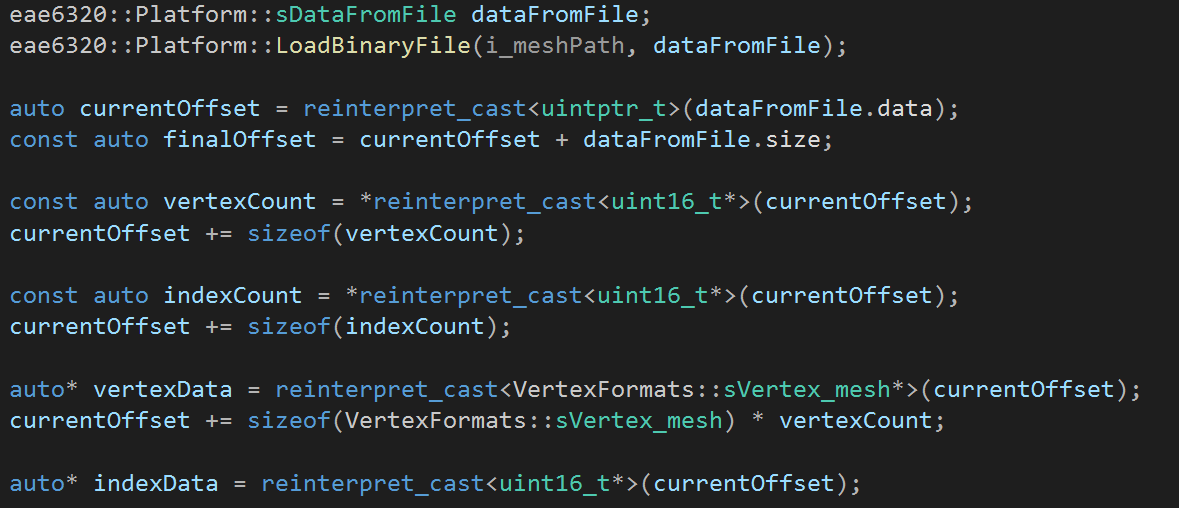 eae6320::Platform::sDataFromFile dataFromFile;
eae6320::Platform::LoadBinaryFile(i_meshPath, dataFromFile);
auto currentOffset = reinterpret_cast<uintptr_t>(dataFromFile.data);
const auto finalOffset = currentOffset + dataFromFile.size;
const auto vertexCount = *reinterpret_cast<uint16_t*>(currentOffset);
currentOffset += sizeof(vertexCount);
const auto indexCount = *reinterpret_cast<uint16_t*>(currentOffset);
currentOffset += sizeof(indexCount);
auto* vertexData = reinterpret_cast<VertexFormats::sVertex_mesh*>(currentOffset);
currentOffset += sizeof(VertexFormats::sVertex_mesh) * vertexCount;
auto* indexData = reinterpret_cast<uint16_t*>(currentOffset);